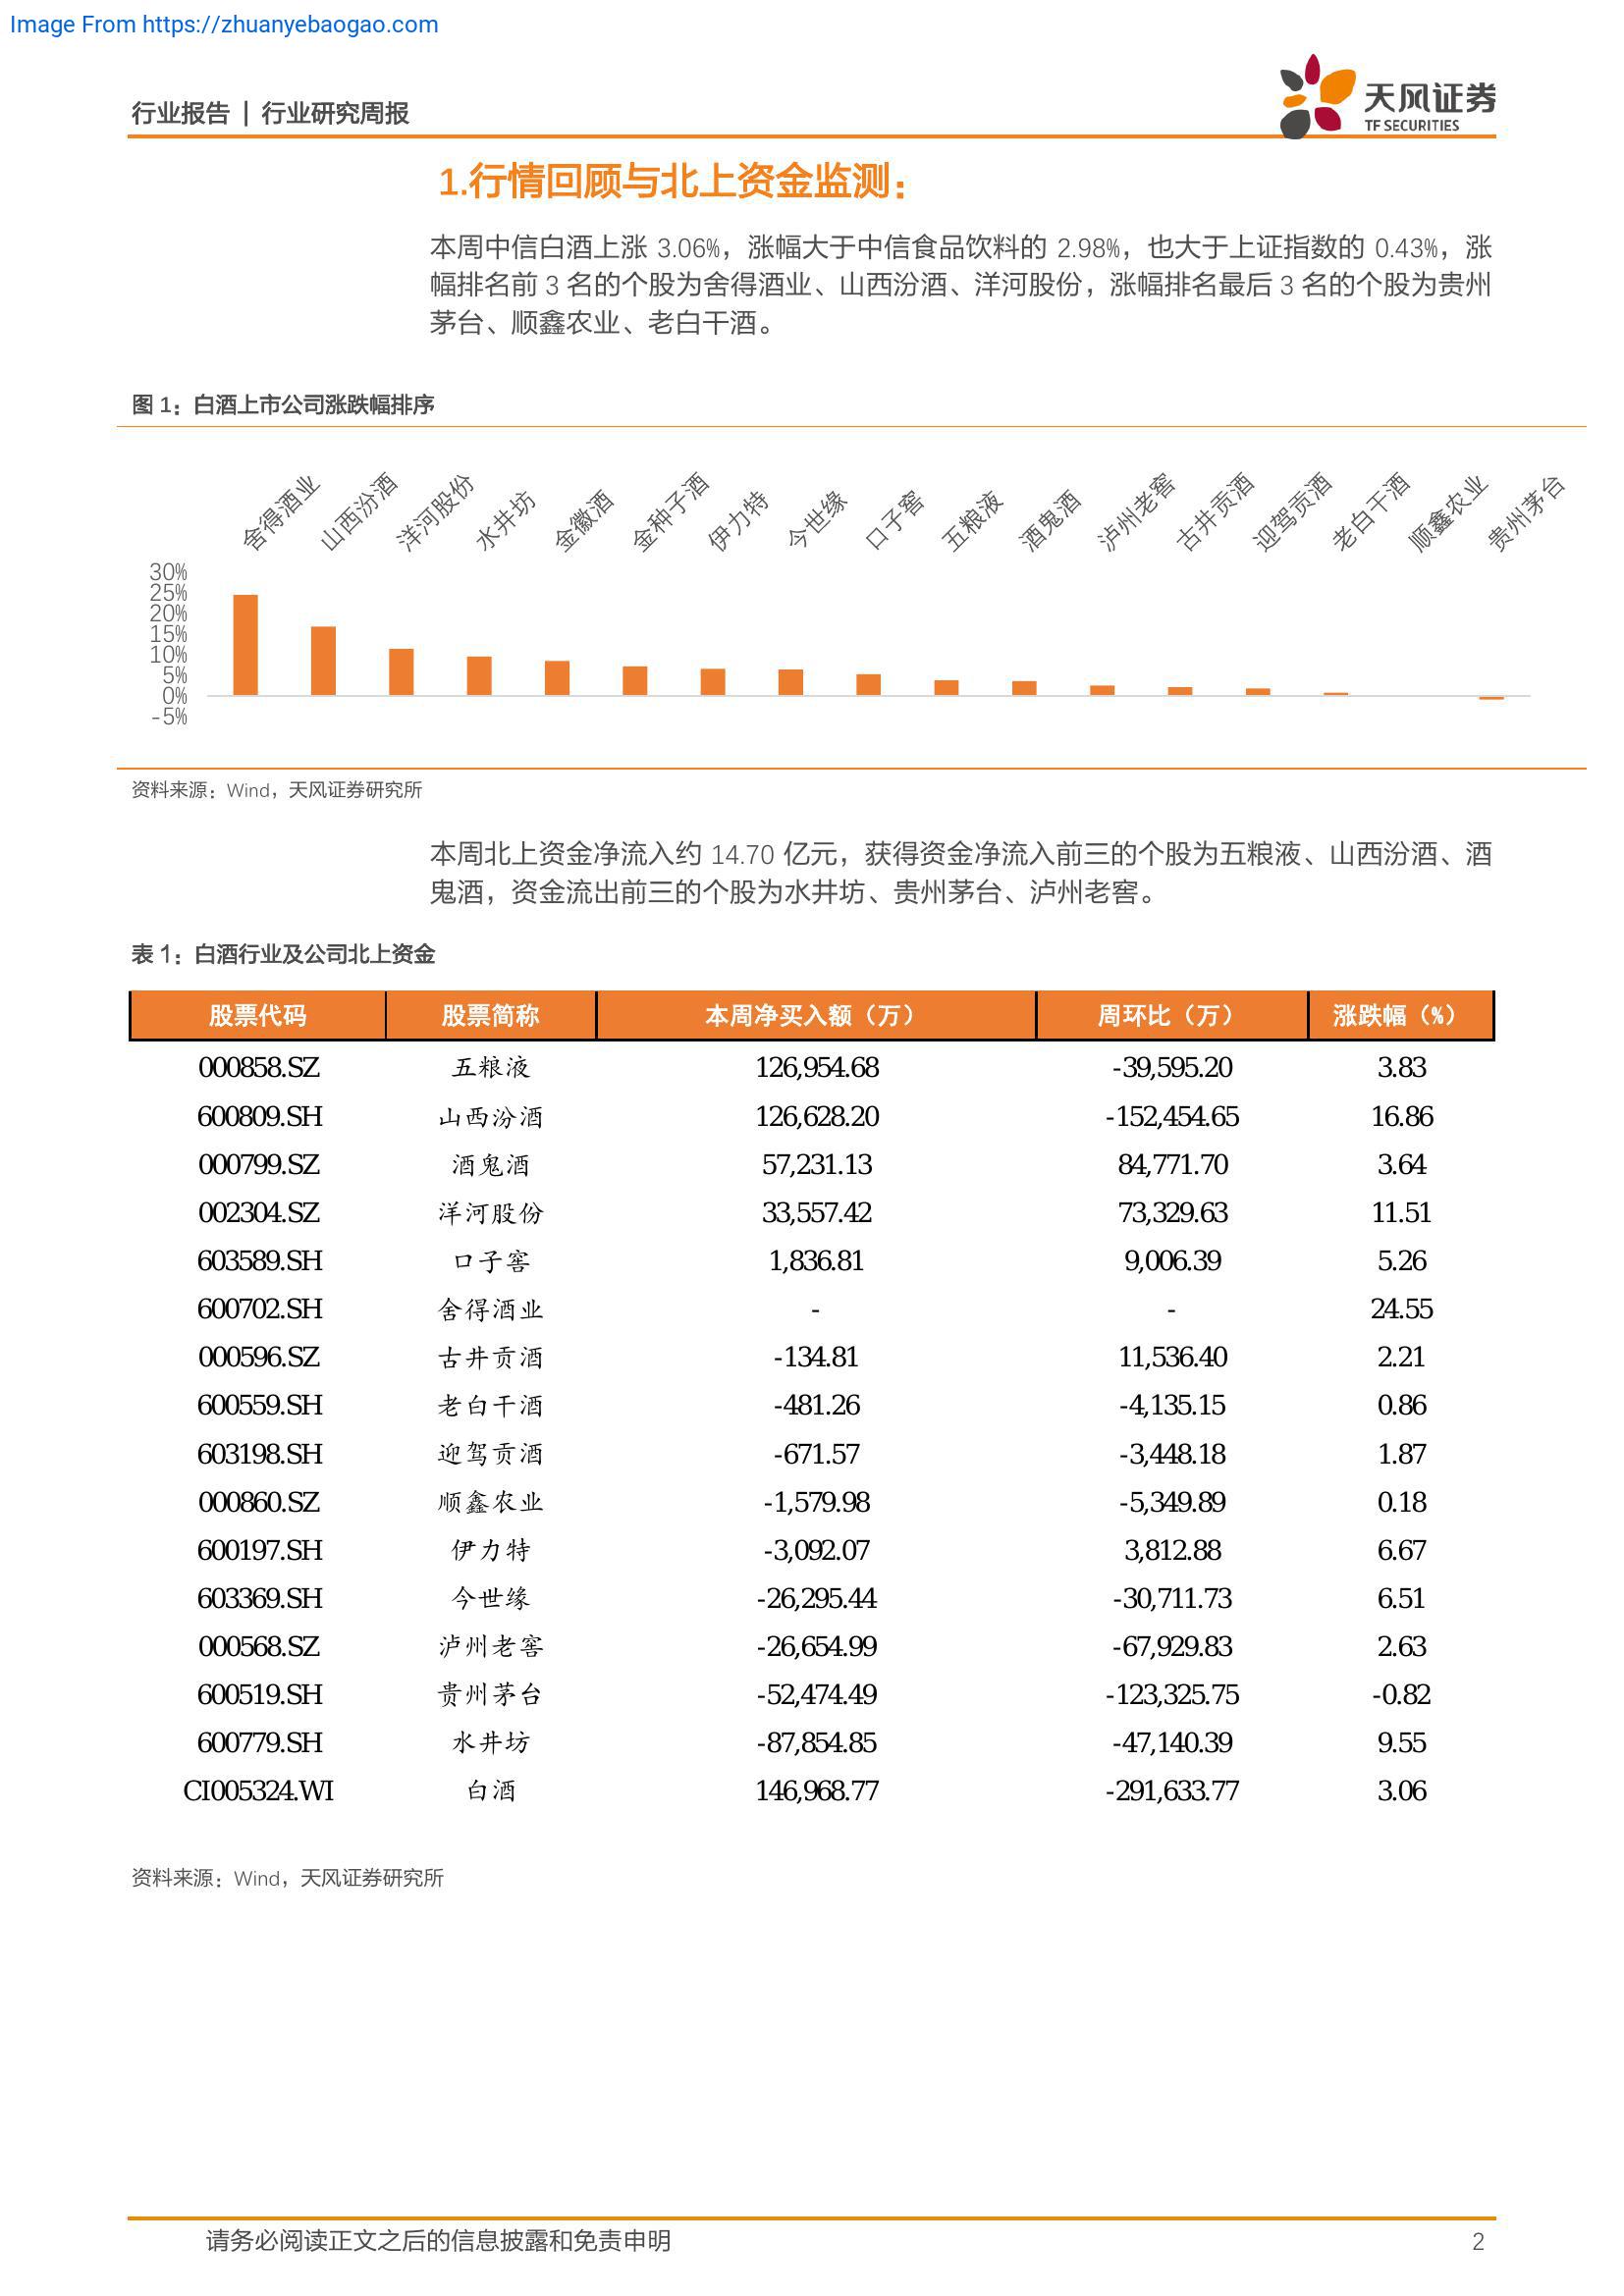 Image From https://zhuanyebaogao.com
行业报告 | 行业研究周报
天风证券
TF SECURITIES
1.行情回顾与北上资金监测：
本周中信白酒上涨 3.06%，涨幅大于中信食品饮料的 2.98%，也大于上证指数的 0.43%，涨
幅排名前 3 名的个股为舍得酒业、山西汾酒、洋河股份，涨幅排名最后 3 名的个股为贵州
茅台、顺鑫农业、老白干酒。
图 1：白酒上市公司涨跌幅排序
舍得酒业 山西汾酒 洋河股份 水井坊 金徽酒 金种子酒 伊力特 今世缘 口子窖 五粮液 酒鬼酒 泸州老窖 古井贡酒 迎驾贡酒 老白干酒 顺鑫农业 贵州茅台
30%
25%
20%
15%
10%
5%
0%
-5%
资料来源：Wind，天风证券研究所
本周北上资金净流入约 14.70 亿元，获得资金净流入前三的个股为五粮液、山西汾酒、酒
鬼酒，资金流出前三的个股为水井坊、贵州茅台、泸州老窖。
表 1：白酒行业及公司北上资金
股票代码 股票简称 本周净买入额（万） 周环比（万） 涨跌幅（%）
000858.SZ 五粮液 126,954.68 -39,595.20 3.83
600809.SH 山西汾酒 126,628.20 -152,454.65 16.86
000799.SZ 酒鬼酒 57,231.13 84,771.70 3.64
002304.SZ 洋河股份 33,557.42 73,329.63 11.51
603589.SH 口子窖 1,836.81 9,006.39 5.26
600702.SH 舍得酒业 - - 24.55
000596.SZ 古井贡酒 -134.81 11,536.40 2.21
600559.SH 老白干酒 -481.26 -4,135.15 0.86
603198.SH 迎驾贡酒 -671.57 -3,448.18 1.87
000860.SZ 顺鑫农业 -1,579.98 -5,349.89 0.18
600197.SH 伊力特 -3,092.07 3,812.88 6.67
603369.SH 今世缘 -26,295.44 -30,711.73 6.51
000568.SZ 泸州老窖 -26,654.99 -67,929.83 2.63
600519.SH 贵州茅台 -52,474.49 -123,325.75 -0.82
600779.SH 水井坊 -87,854.85 -47,140.39 9.55
CI005324.WI 白酒 146,968.77 -291,633.77 3.06
资料来源：Wind，天风证券研究所
请务必阅读正文之后的信息披露和免责申明 2